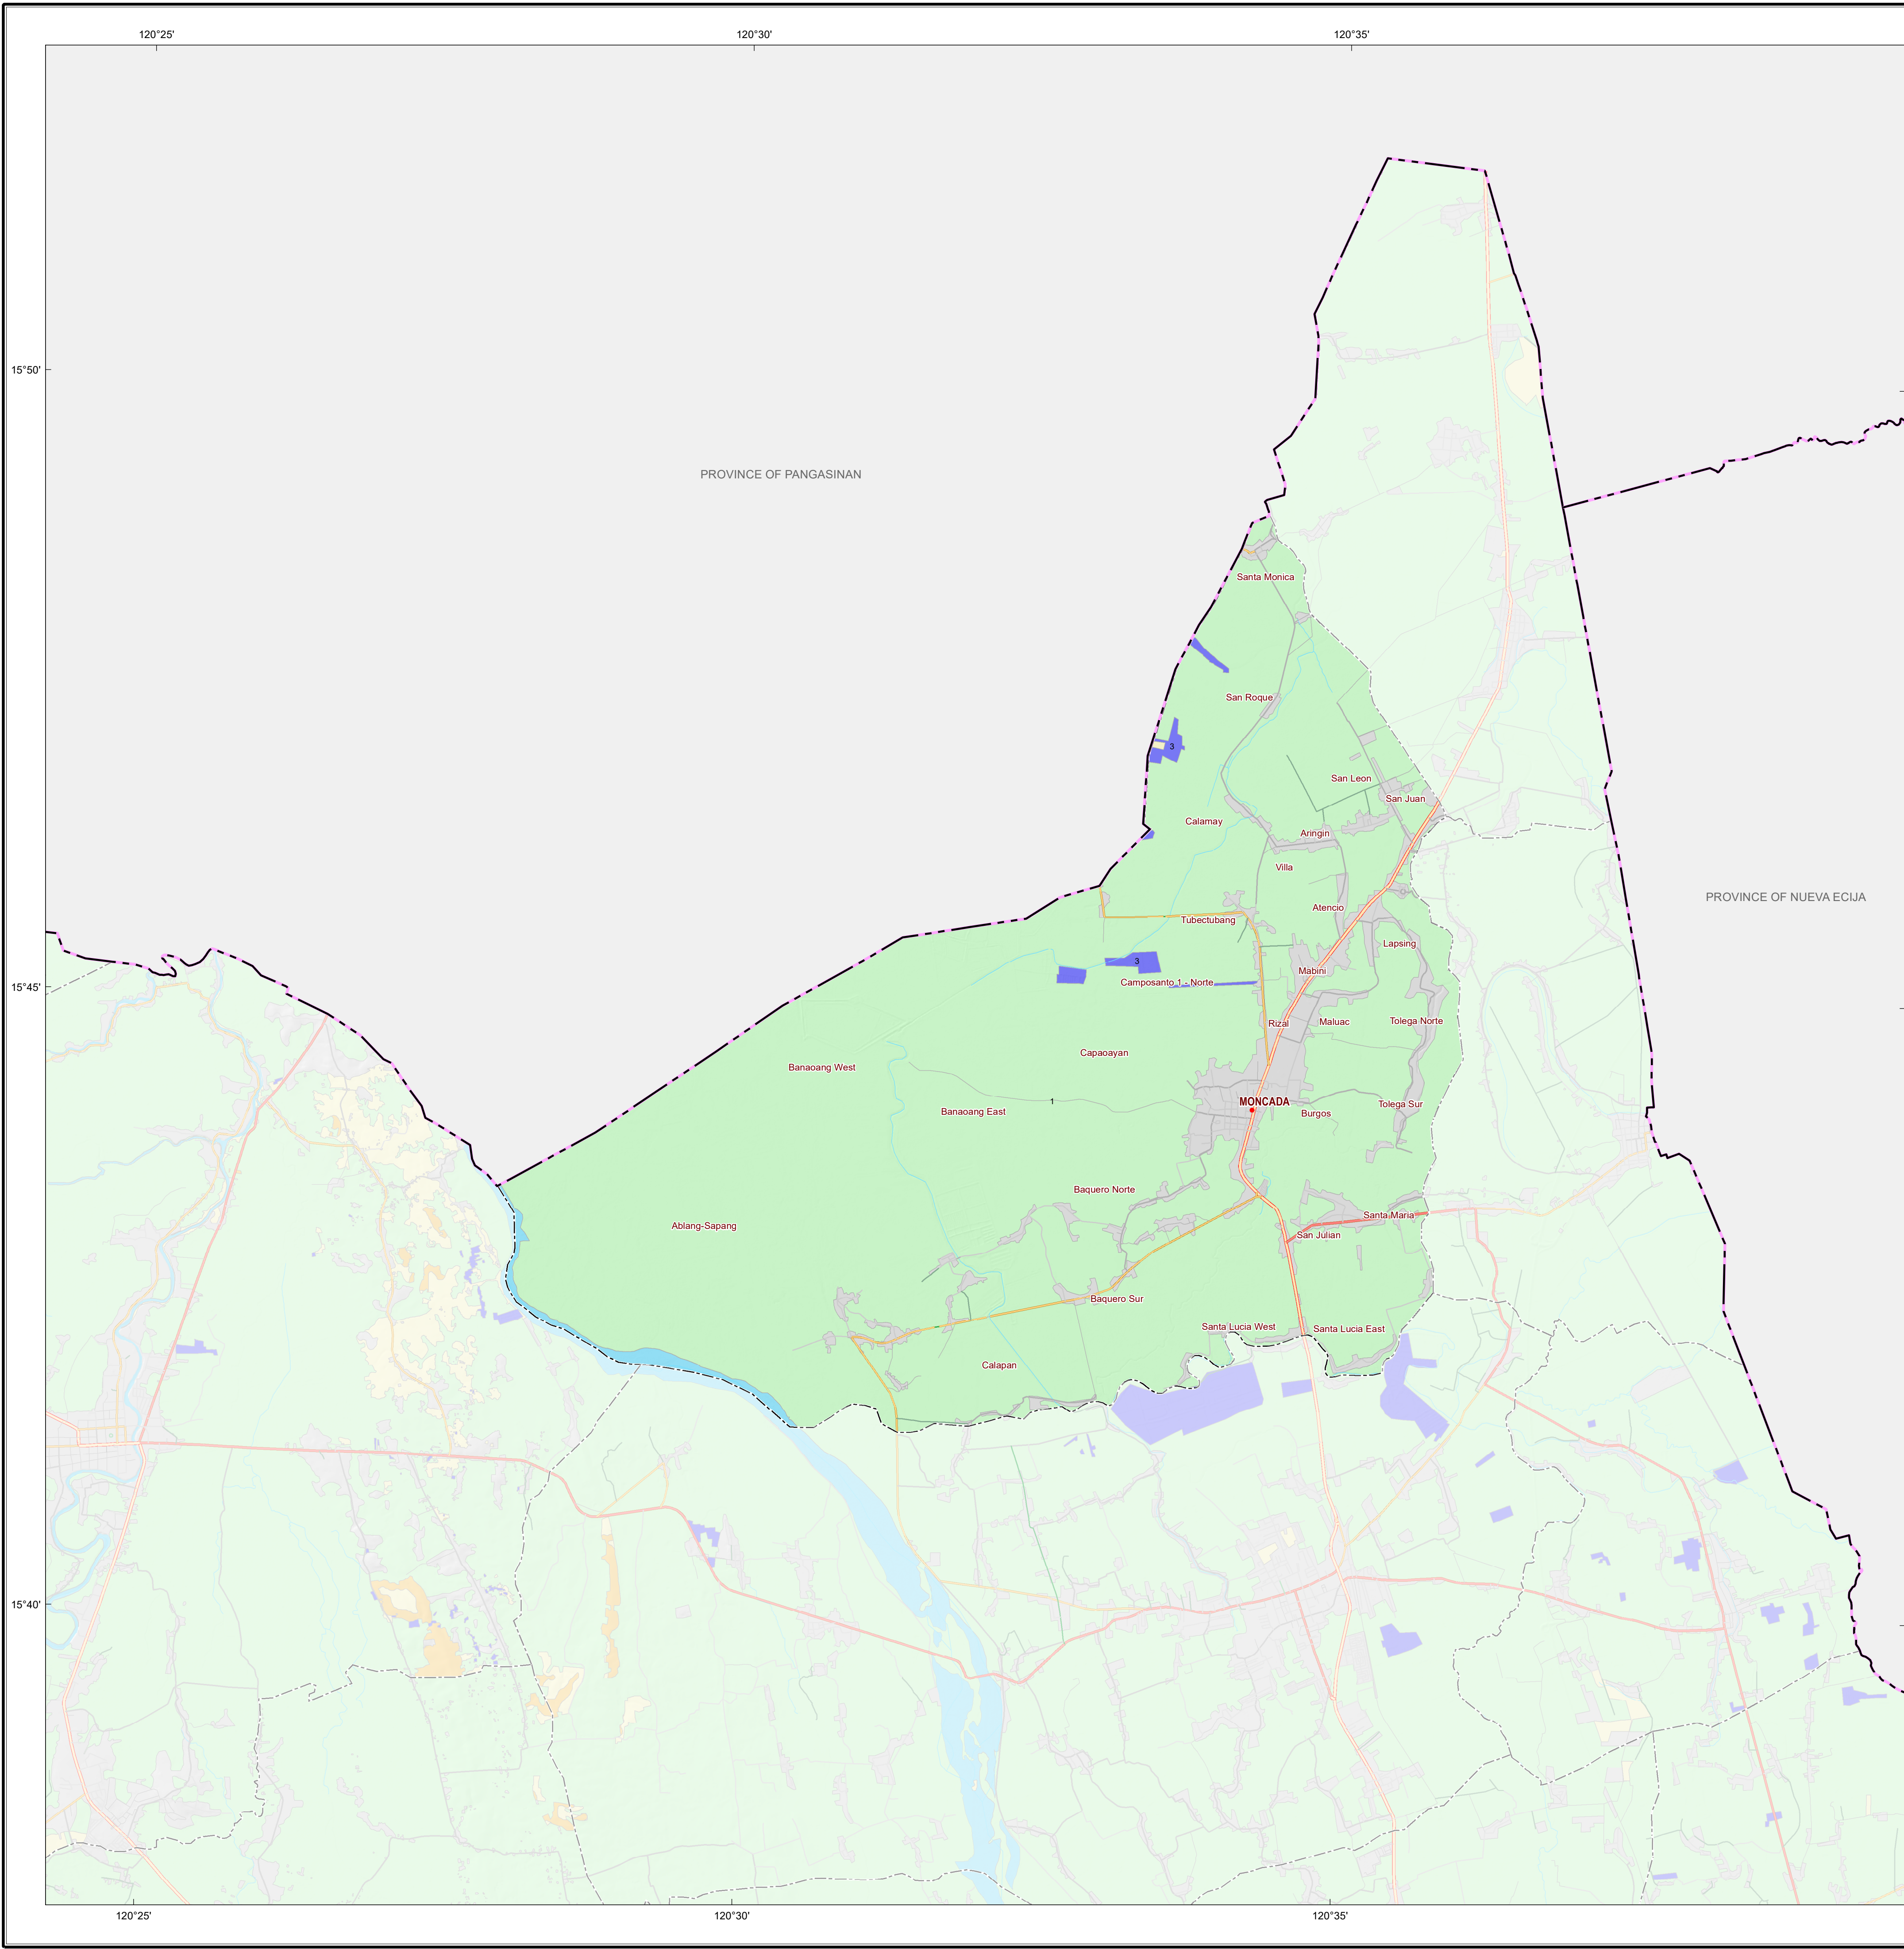 120°25'
120°30'
120°35'
15°50'
PROVINCE OF PANGASINAN
Santa Monica
San Roque
3
San Leon
San Juan
Calamay
Aringin
Villa
PROVINCE OF NUEVA ECIJA
Atencio
Tubectubang
Lapsing
3
Mabini
Camposanto 1 - Norte
15°45'
Rizal
Maluac
Tolega Norte
Capaoayan
Banaoang West
1
MONCADA
Tolega Sur
Banaoang East
Burgos
Baquero Norte
Santa Maria
Ablang-Sapang
San Julian
Baquero Sur
Santa Lucia West
Santa Lucia East
Calapan
15°40'
120°25'
120°30'
120°35'